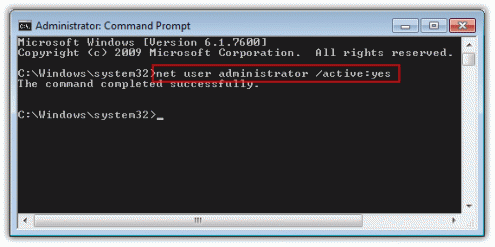 Administrator: Command Prompt
Microsoft Windows [Version 6.1.7600]
Copyright (c) 2009 Microsoft Corporation.  All rights reserved.
C:\Windows\system32>net user administrator /active:yes
The command completed successfully.
C:\Windows\system32>_